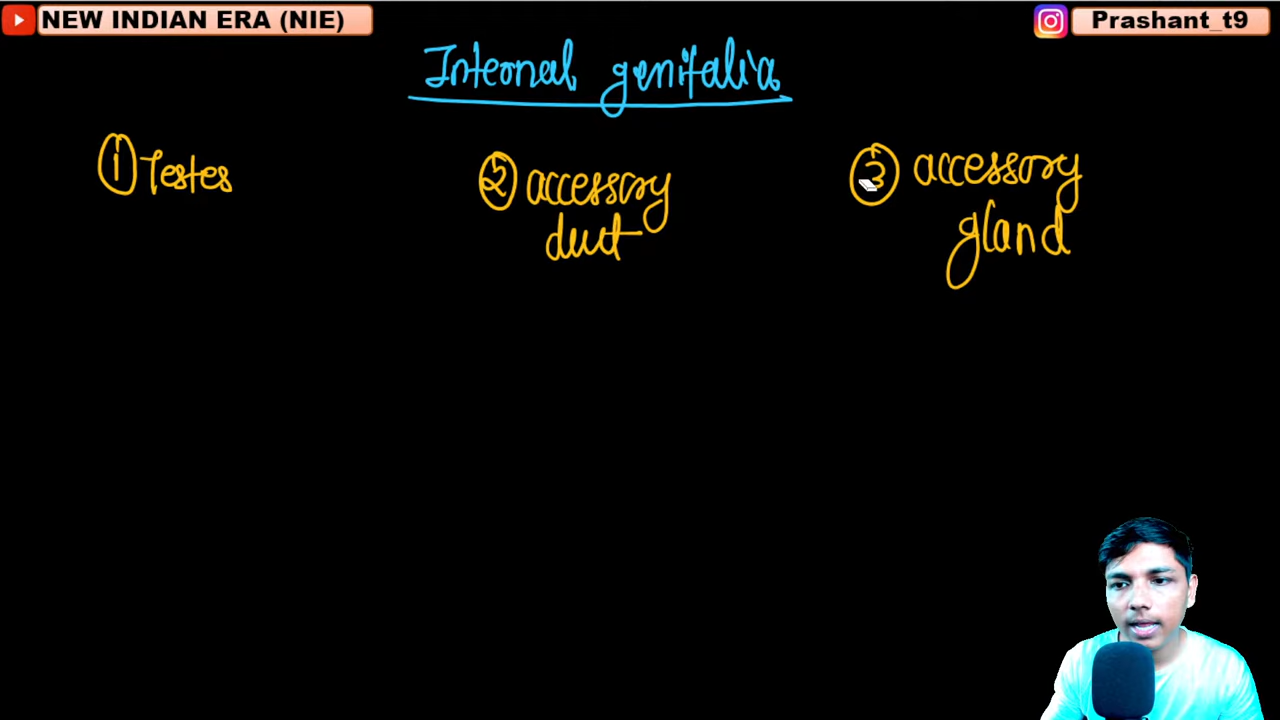 NEW INDIAN ERA (NIE)
Prashant_t9
Internal genitalia
① Testes
② accessory
duct
③ accessory
gland